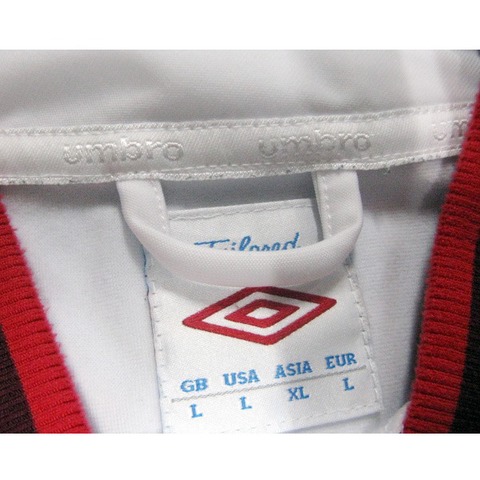 umbro umbro umbro
Tailored
GB USA ASIA EUR
L L XL L